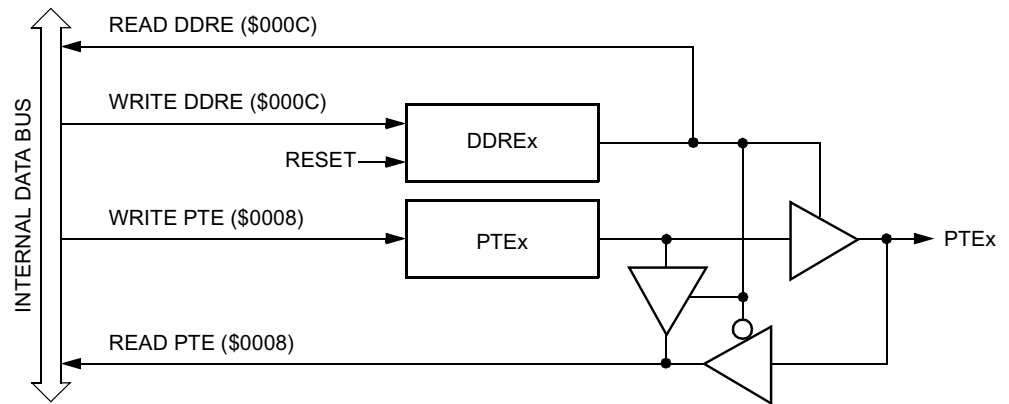 READ DDRE ($000C)
WRITE DDRE ($000C)
DDREx
RESET
INTERNAL DATA BUS
WRITE PTE ($0008)
PTEx
PTEx
READ PTE ($0008)